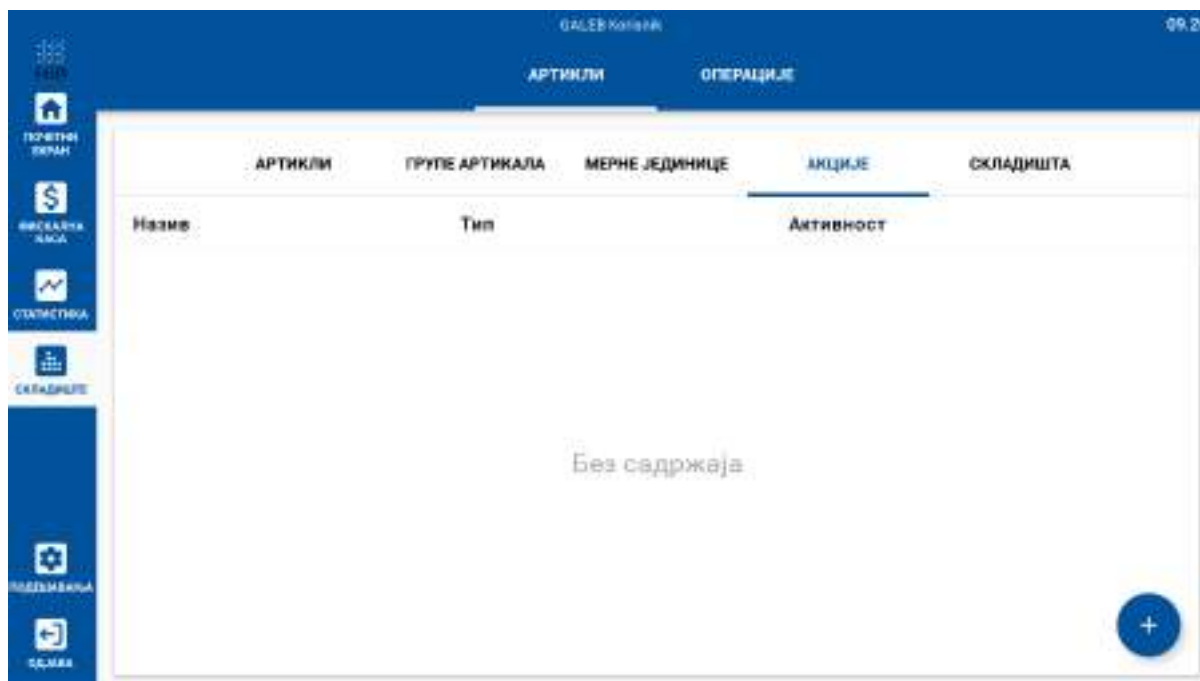 GALEB Korisnik
09.2
АРТИКЛИ ОПЕРАЦИЈЕ
ПОЧЕТНИ
ЕКРАН
АРТИКЛИ ГРУПЕ АРТИКАЛА МЕРНЕ ЈЕДИНИЦЕ АКЦИЈЕ СКЛАДИШТА
ФИСКАЛНА
КАСА
Назив Тип Активност
СТАТИСТИКА
СКЛАДИШТЕ
Без садржаја
ПОДЕШАВАЊА
+
ОДЈАВА